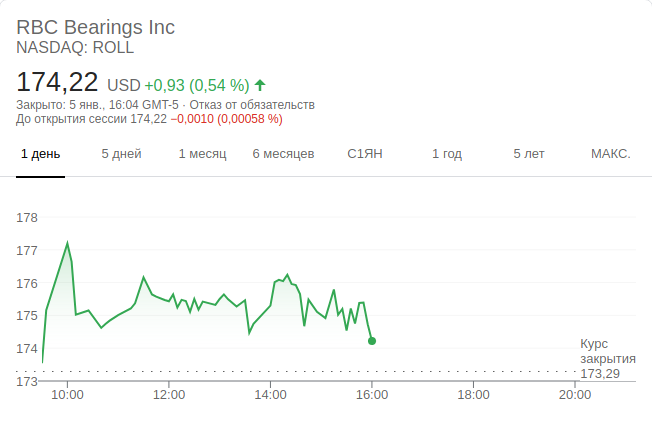 RBC Bearings Inc
NASDAQ: ROLL
174,22 USD +0,93 (0,54 %)
Закрыто: 5 янв., 16:04 GMT-5 · Отказ от обязательств
До открытия сессии 174,22 −0,0010 (0,00058 %)
1 день 5 дней 1 месяц 6 месяцев С1ЯН 1 год 5 лет МАКС.
178
177
176
175
174
173
Курс
закрытия
173,29
10:00 12:00 14:00 16:00 18:00 20:00